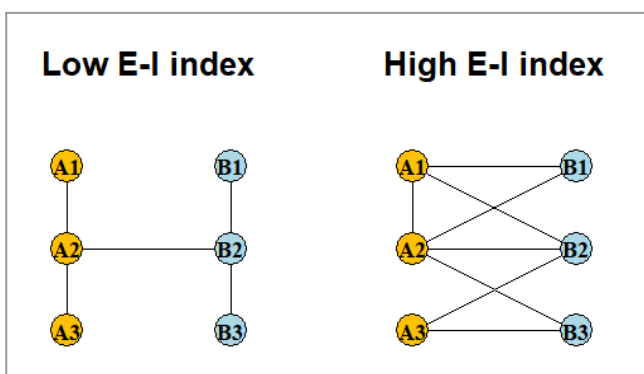 Low E-I index High E-I index
A1 B1 A1 B1
A2 B2 A2 B2
A3 B3 A3 B3